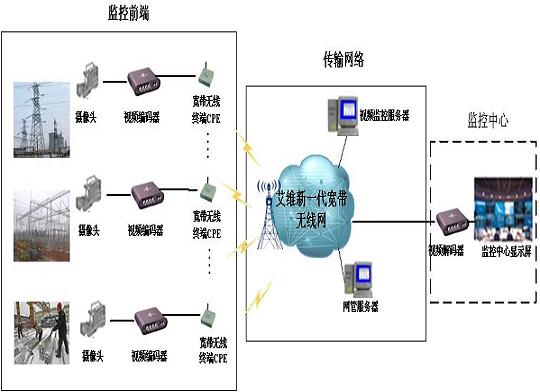 监控前端
摄像头
视频编码器
宽带无线
终端CPE
摄像头
视频编码器
宽带无线
终端CPE
摄像头
视频编码器
宽带无线
终端CPE
传输网络
视频监控服务器
艾维新一代宽带
无线网
网管服务器
监控中心
视频解码器
监控中心显示屏